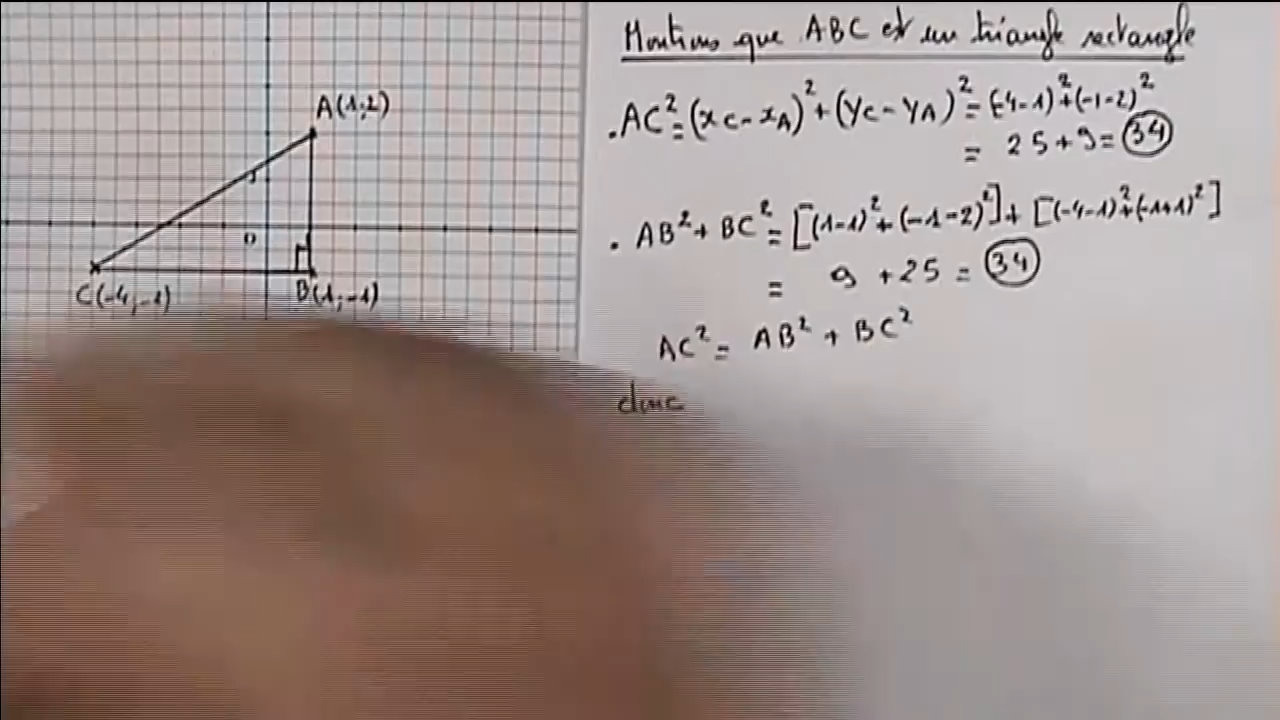 A(1;2)
J
O
C(-4;-1)
B(1;-1)
Montrons que ABC est un triangle rectangle
. AC² = (xC - xA)² + (yC - yA)² = (-4-1)² + (-1-2)²
= 25 + 9 = 34
. AB² + BC² = [(1-1)² + (-1-2)²] + [(-4-1)² + (-1+1)²]
= 9 + 25 = 34
AC² = AB² + BC²
donc